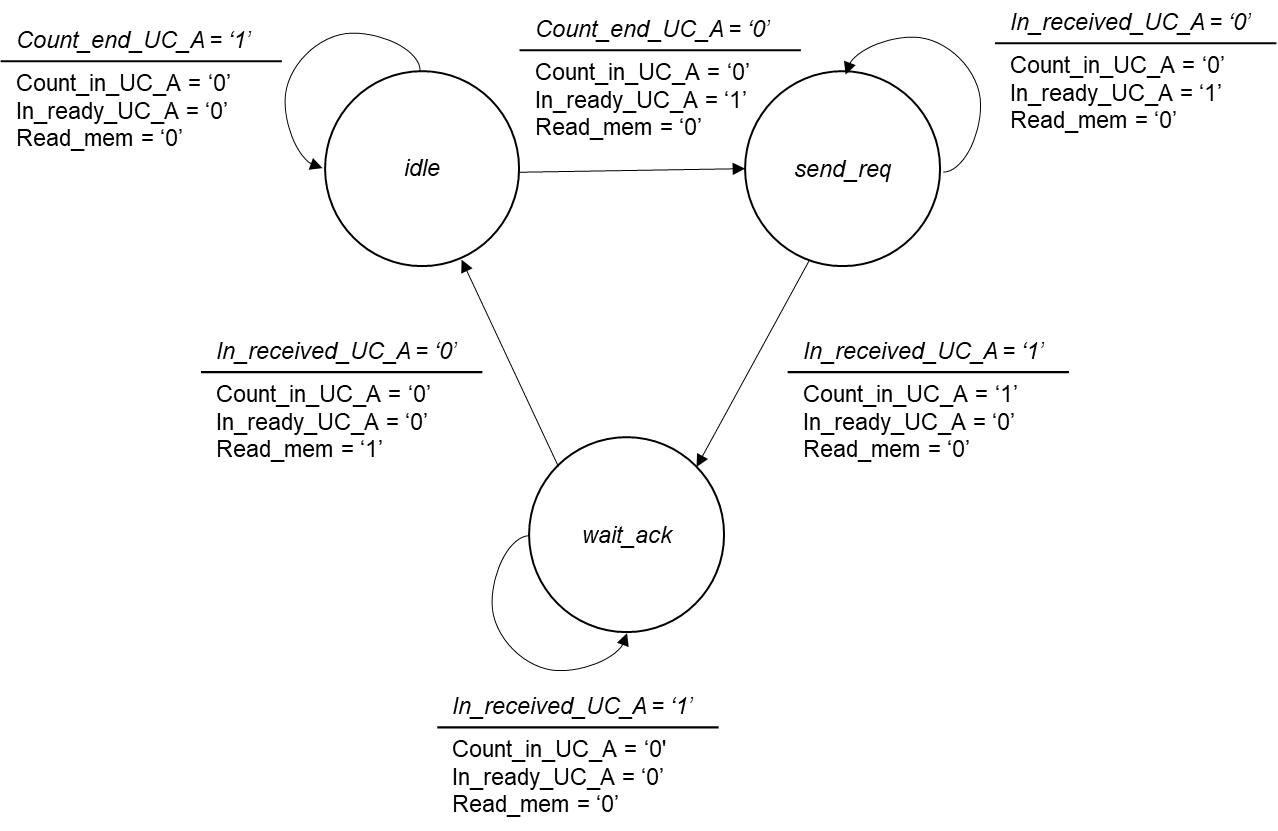 Count_end_UC_A = ‘1’
Count_in_UC_A = ‘0’
In_ready_UC_A = ‘0’
Read_mem = ‘0’
Count_end_UC_A = ‘0’
Count_in_UC_A = ‘0’
In_ready_UC_A = ‘1’
Read_mem = ‘0’
In_received_UC_A = ‘0’
Count_in_UC_A = ‘0’
In_ready_UC_A = ‘1’
Read_mem = ‘0’
idle
send_req
In_received_UC_A = ‘0’
Count_in_UC_A = ‘0’
In_ready_UC_A = ‘0’
Read_mem = ‘1’
In_received_UC_A = ‘1’
Count_in_UC_A = ‘1’
In_ready_UC_A = ‘0’
Read_mem = ‘0’
wait_ack
In_received_UC_A = ‘1’
Count_in_UC_A = ‘0'
In_ready_UC_A = ‘0’
Read_mem = ‘0’